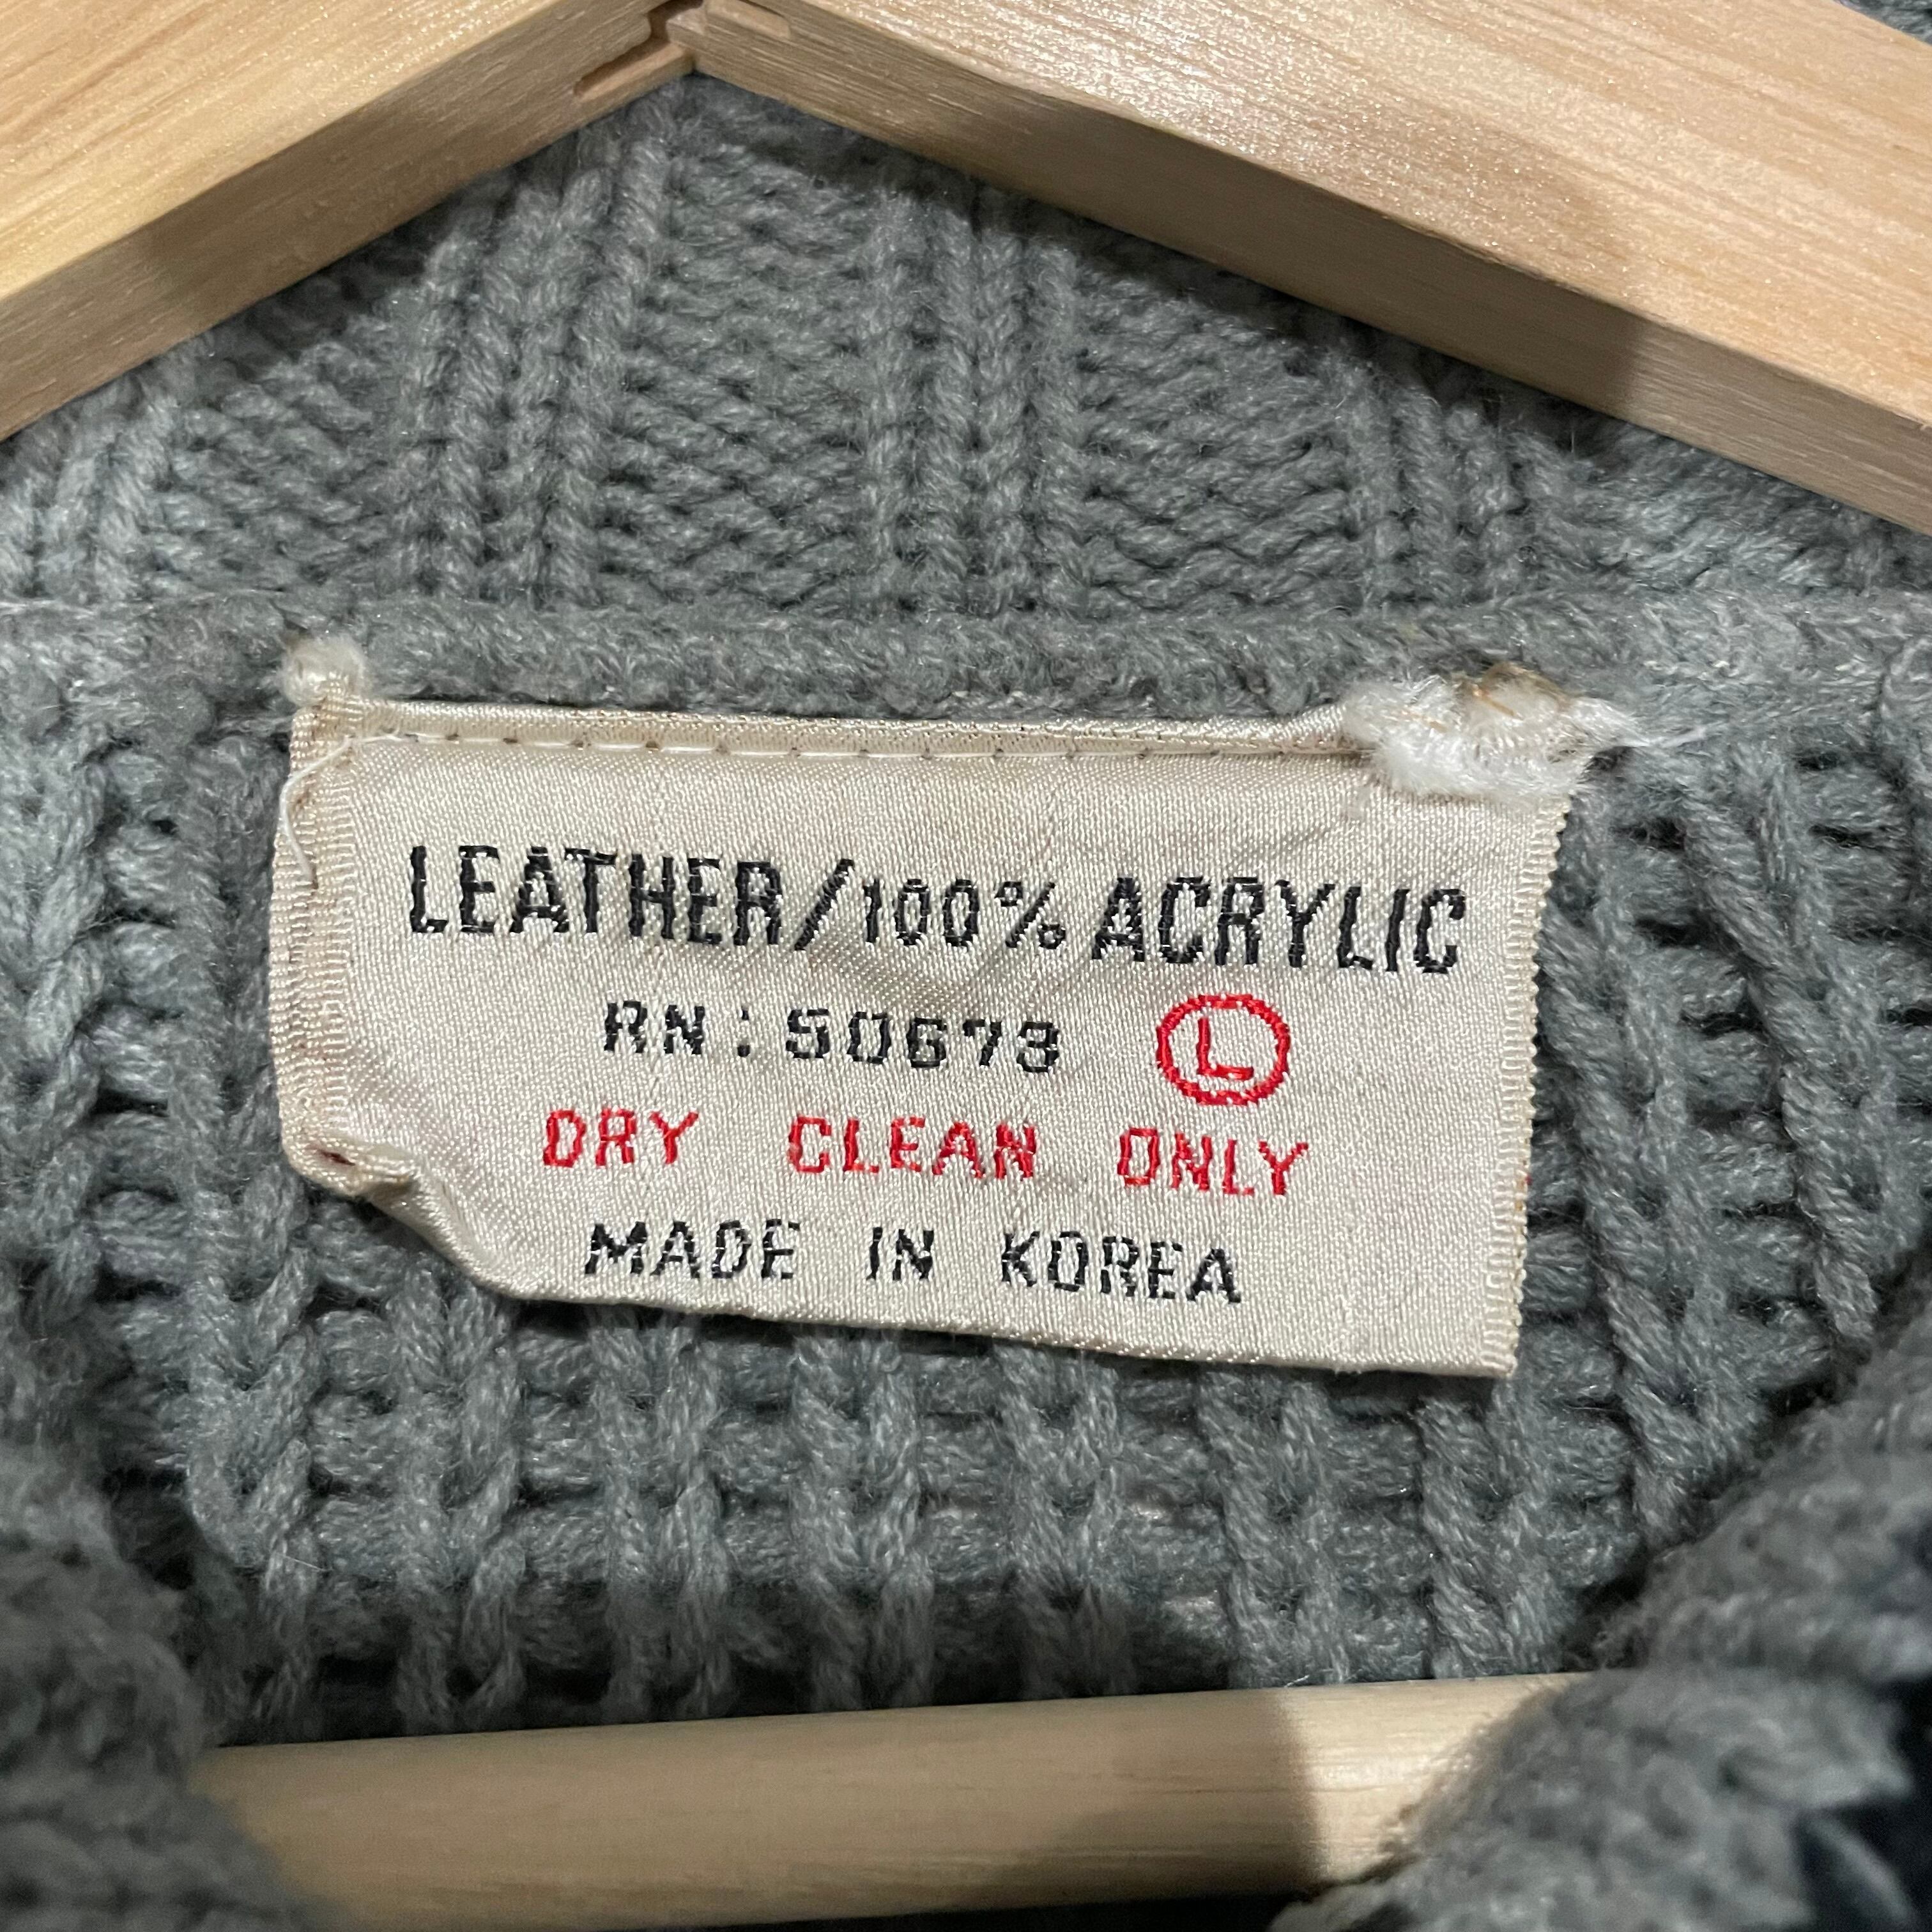 LEATHER/100% ACRYLIC
RN: 50673 L
DRY CLEAN ONLY
MADE IN KOREA